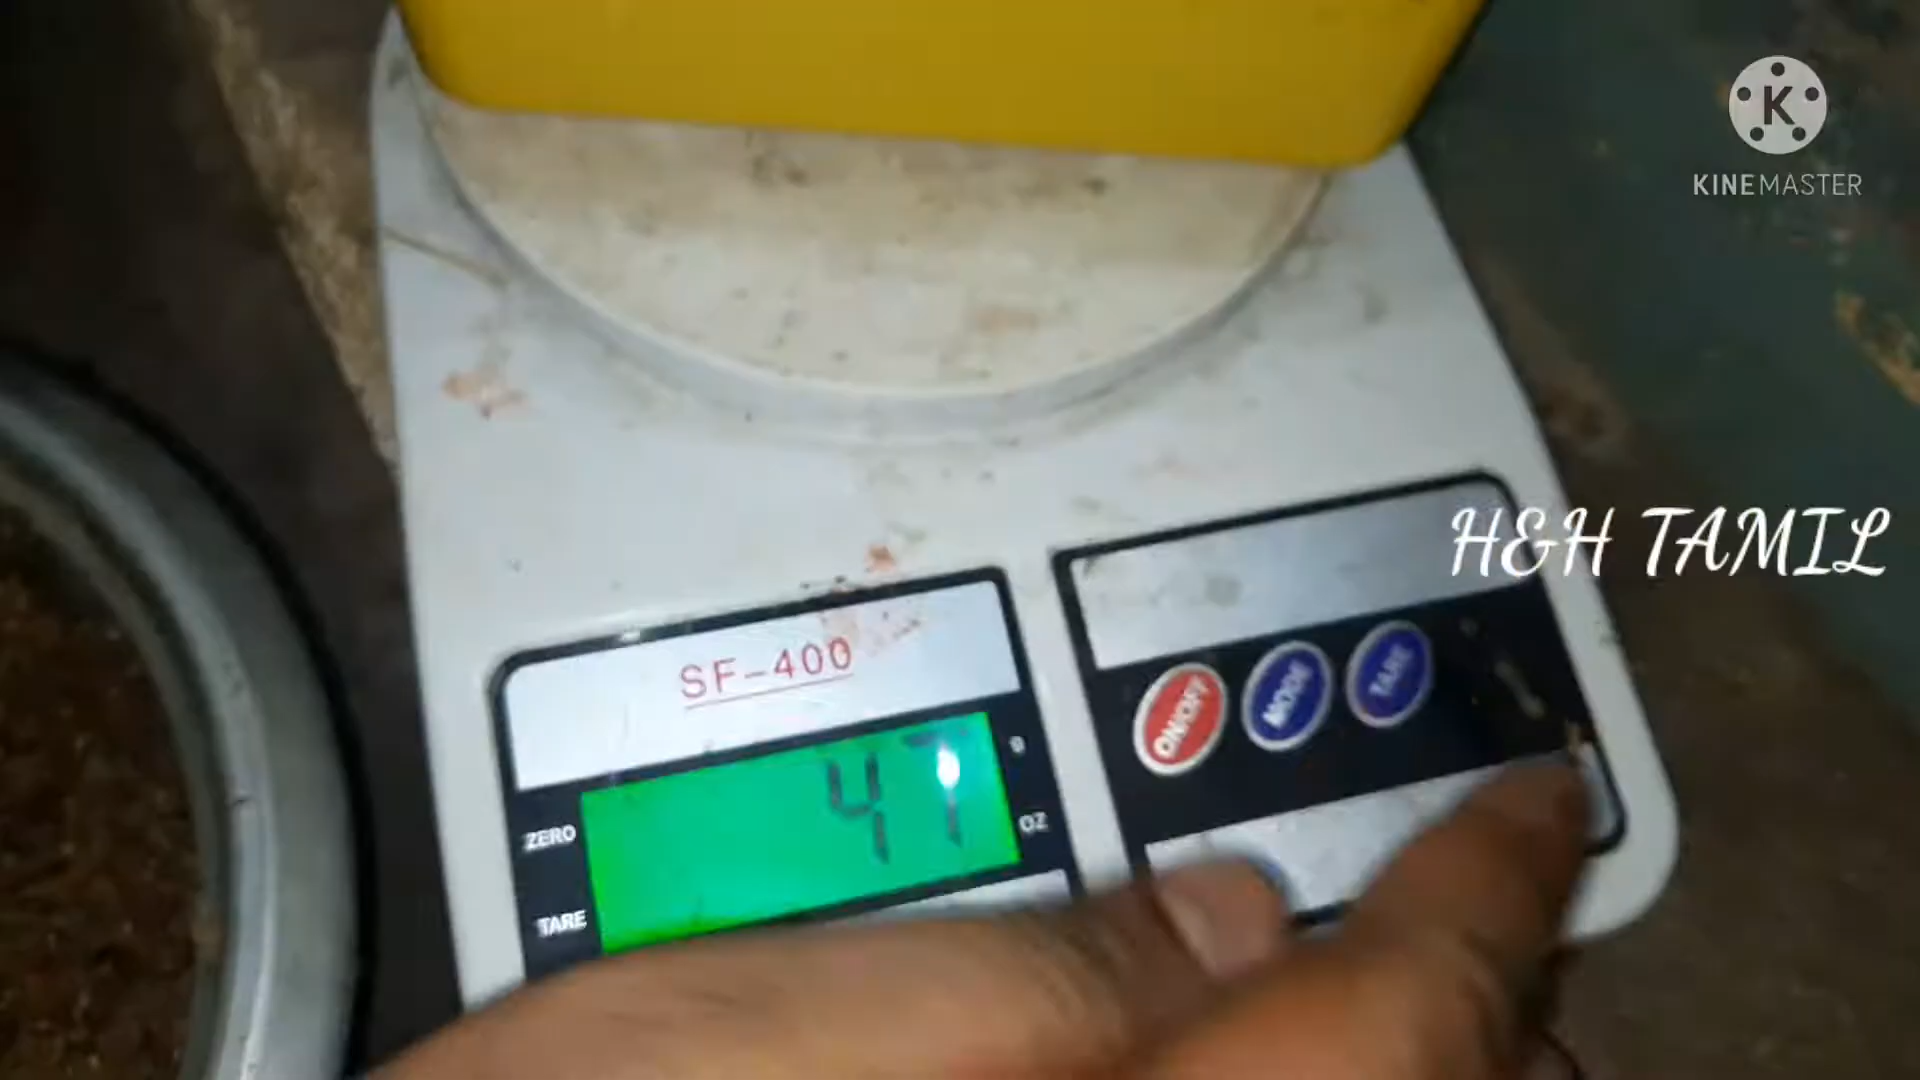 K
KINEMASTER
H&H TAMIL
SF-400
ON/OFF
MODE
TARE
47
g
ZERO
OZ
TARE